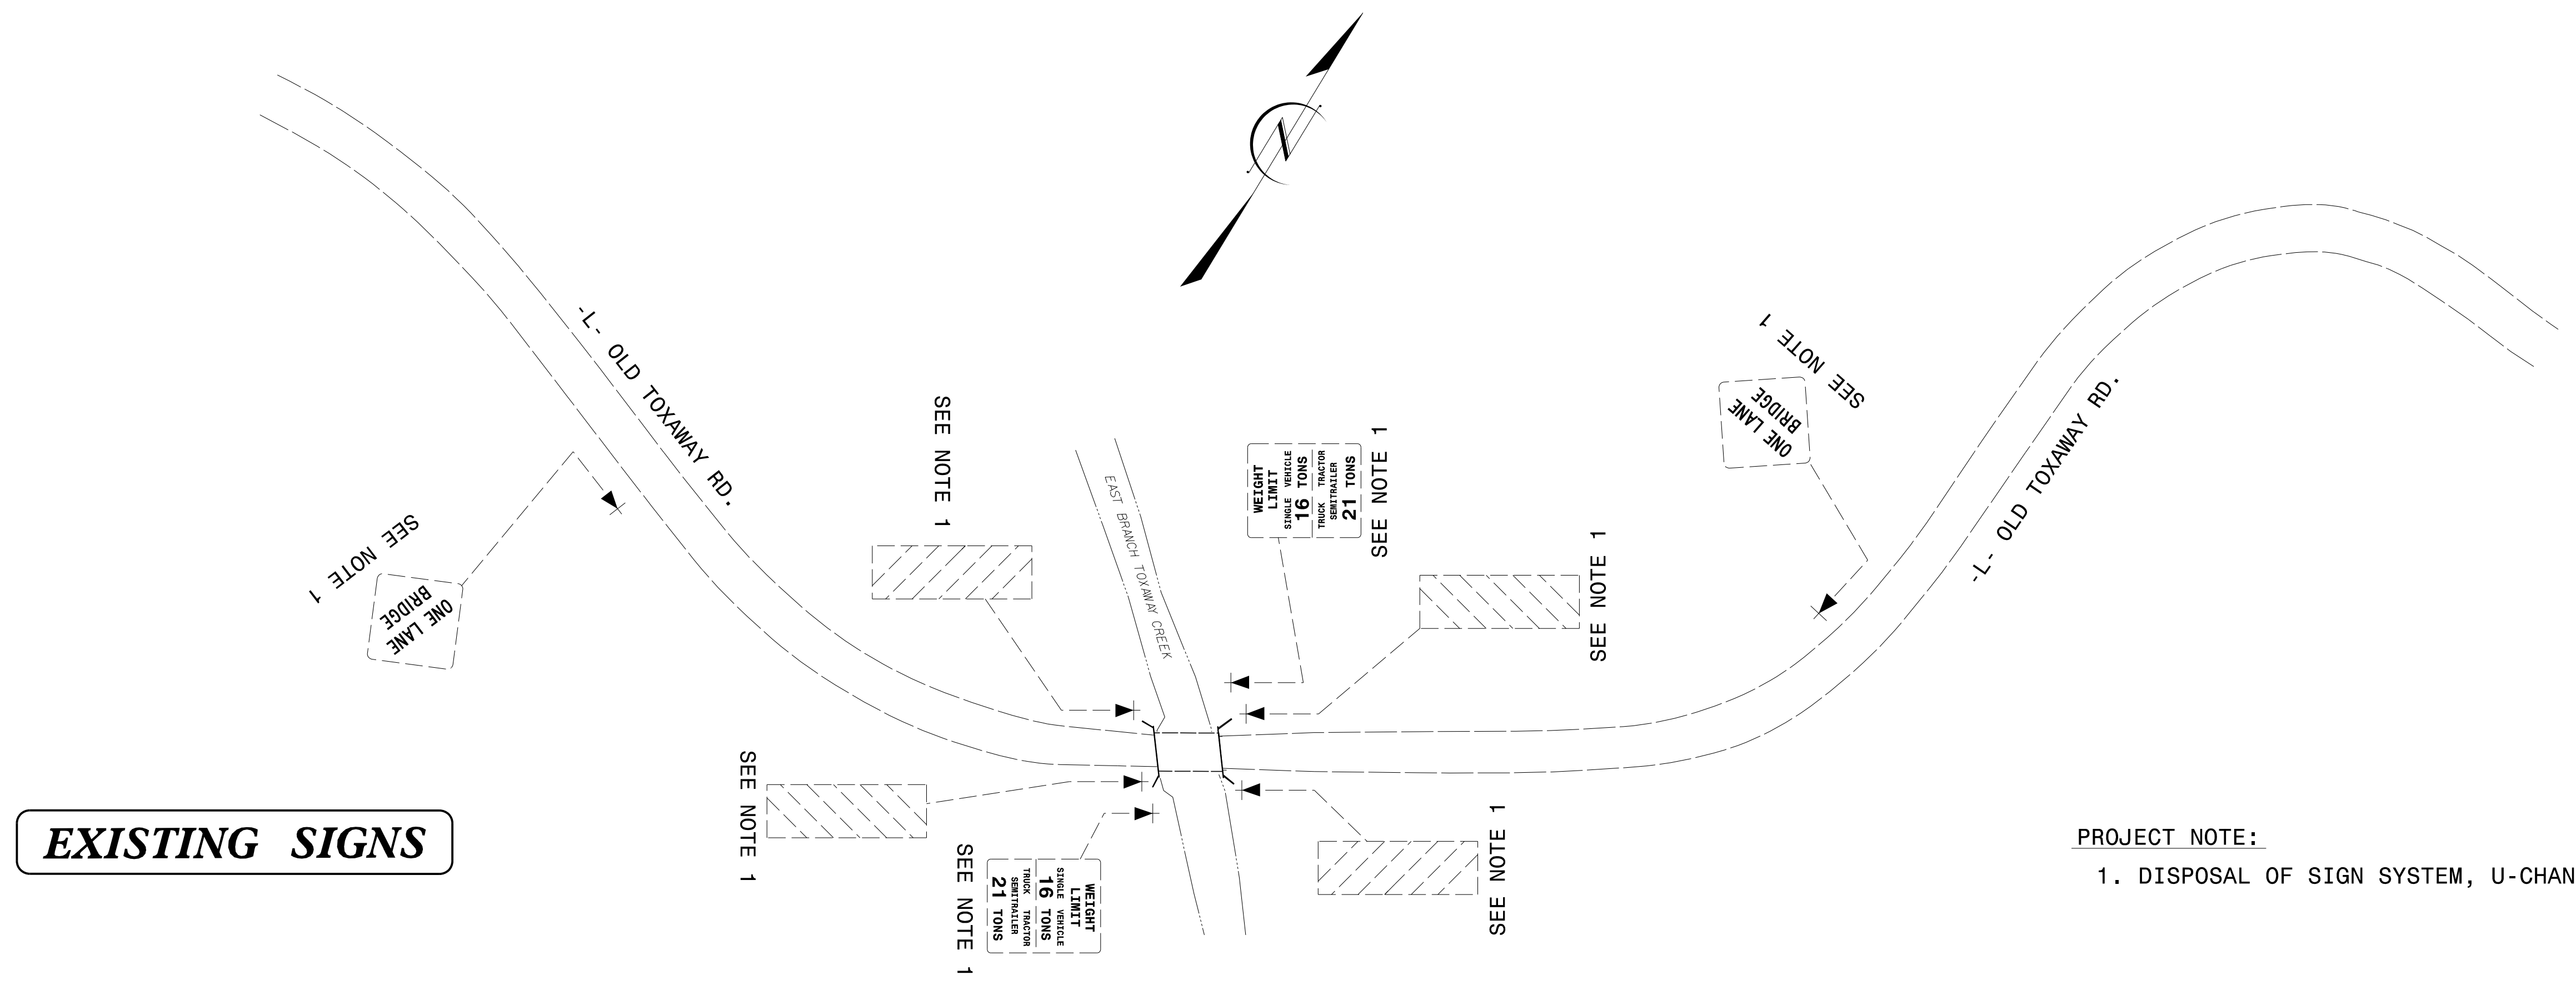 N
-L- OLD TOXAWAY RD.
SEE NOTE 1
ONE LANE
BRIDGE
SEE NOTE 1
EAST BRANCH TOXAWAY CREEK
WEIGHT
LIMIT
SINGLE VEHICLE
16 TONS
TRUCK TRACTOR
SEMITRAILER
21 TONS
SEE NOTE 1
SEE NOTE 1
SEE NOTE 1
ONE LANE
BRIDGE
-L- OLD TOXAWAY RD.
SEE NOTE 1
SEE NOTE 1
WEIGHT
LIMIT
SINGLE VEHICLE
16 TONS
TRUCK TRACTOR
SEMITRAILER
21 TONS
SEE NOTE 1
EXISTING SIGNS
PROJECT NOTE:
1. DISPOSAL OF SIGN SYSTEM, U-CHAN